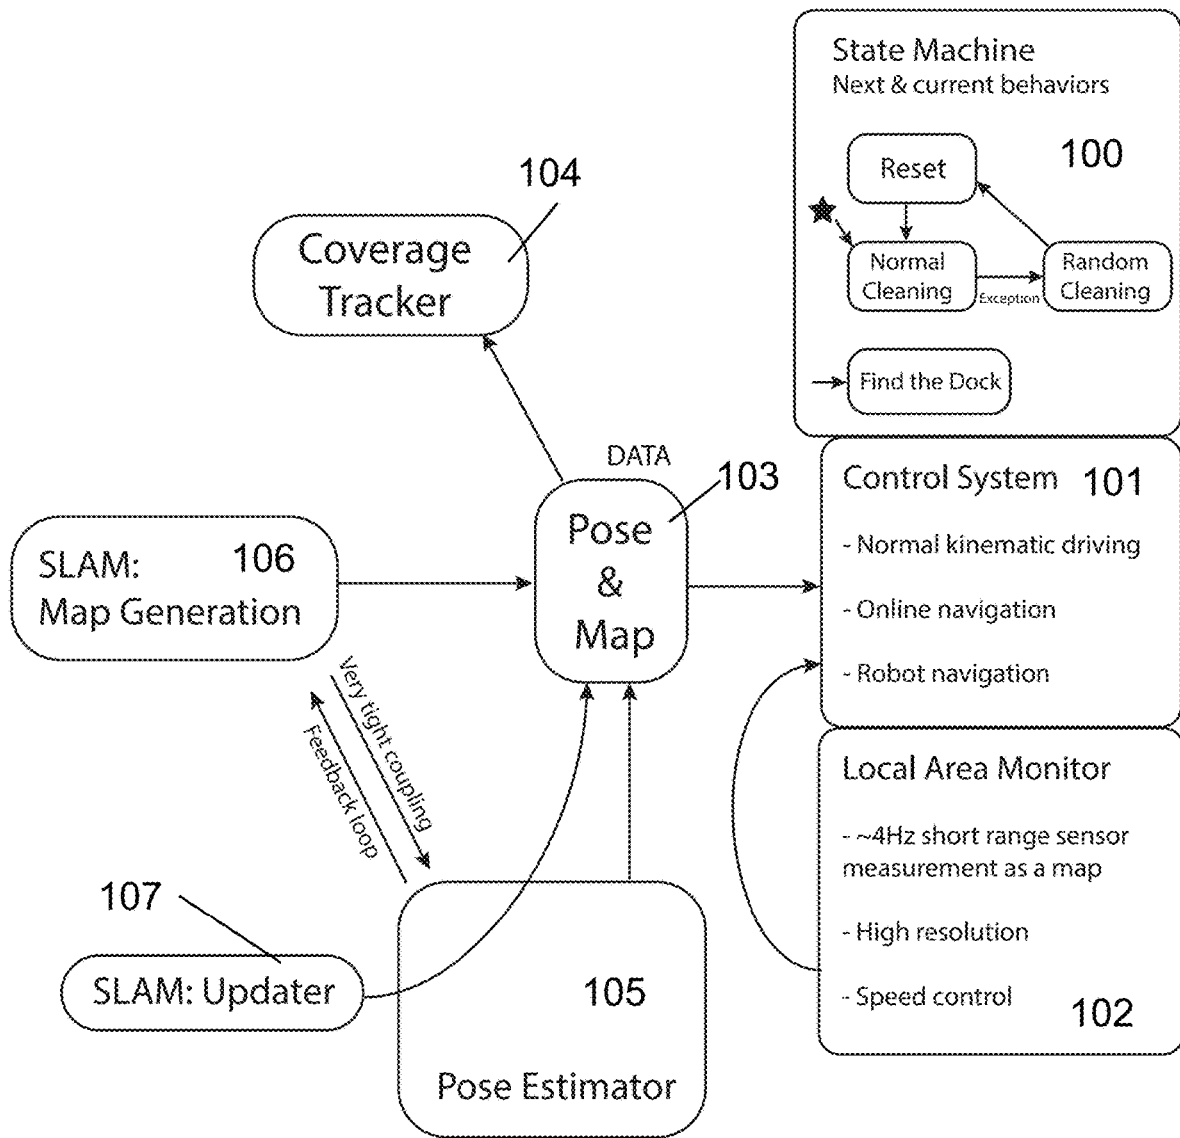 State Machine
Next & current behaviors
100
Reset
Normal
Cleaning
Exception
Random
Cleaning
Find the Dock
104
Coverage
Tracker
DATA
103
Pose
&
Map
Control System 101
- Normal kinematic driving
- Online navigation
- Robot navigation
SLAM: 106
Map Generation
Very tight coupling
Feedback loop
Local Area Monitor
- ~4Hz short range sensor
measurement as a map
- High resolution
- Speed control
102
107
SLAM: Updater
105
Pose Estimator